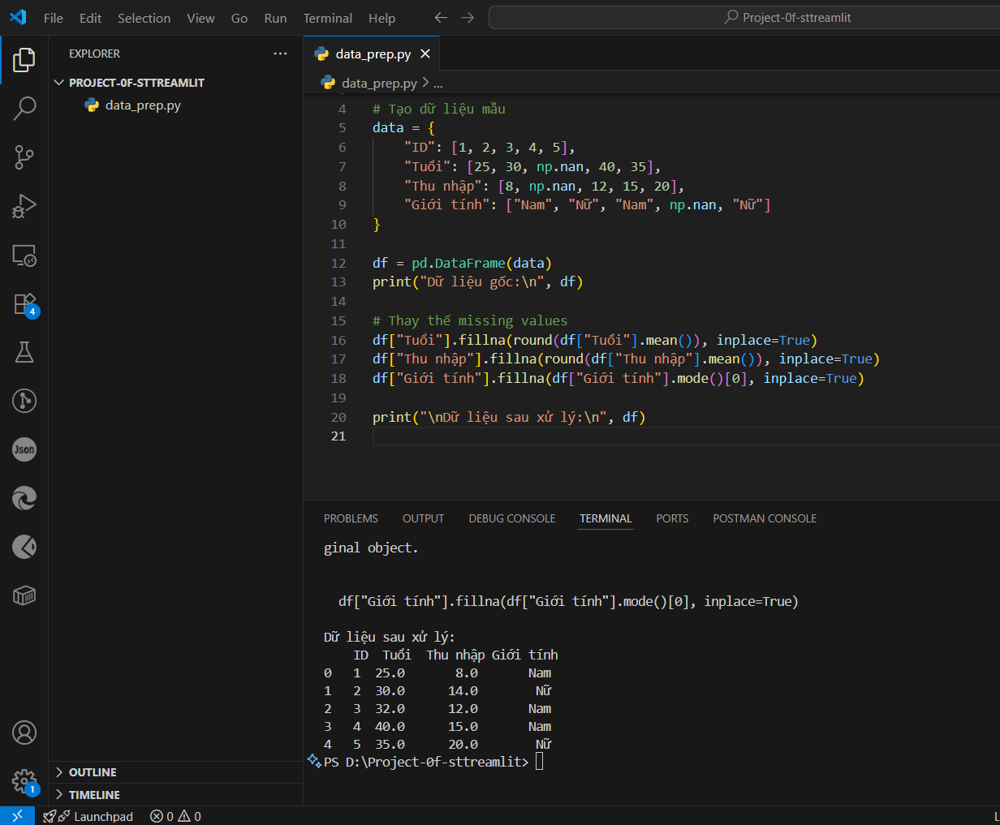 File Edit Selection View Go Run Terminal Help Project-0f-sttreamlit
EXPLORER
PROJECT-0F-STTREAMLIT
data_prep.py
data_prep.py
data_prep.py > ...
4 # Tạo dữ liệu mẫu
5 data = {
6     "ID": [1, 2, 3, 4, 5],
7     "Tuổi": [25, 30, np.nan, 40, 35],
8     "Thu nhập": [8, np.nan, 12, 15, 20],
9     "Giới tính": ["Nam", "Nữ", "Nam", np.nan, "Nữ"]
10 }
11
12 df = pd.DataFrame(data)
13 print("Dữ liệu gốc:\n", df)
14
15 # Thay thế missing values
16 df["Tuổi"].fillna(round(df["Tuổi"].mean()), inplace=True)
17 df["Thu nhập"].fillna(round(df["Thu nhập"].mean()), inplace=True)
18 df["Giới tính"].fillna(df["Giới tính"].mode()[0], inplace=True)
19
20 print("\nDữ liệu sau xử lý:\n", df)
21
PROBLEMS OUTPUT DEBUG CONSOLE TERMINAL PORTS POSTMAN CONSOLE
ginal object.
df["Giới tính"].fillna(df["Giới tính"].mode()[0], inplace=True)
Dữ liệu sau xử lý:
ID Tuổi Thu nhập Giới tính
0 1 25.0 8.0 Nam
1 2 30.0 14.0 Nữ
2 3 32.0 12.0 Nam
3 4 40.0 15.0 Nam
4 5 35.0 20.0 Nữ
PS D:\Project-0f-sttreamlit>
4
Json
1
OUTLINE
TIMELINE
Launchpad 0 0